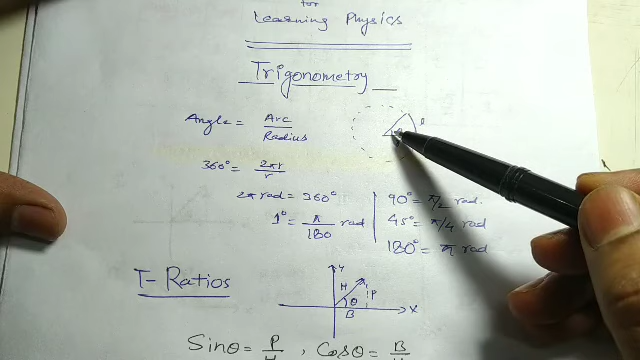 for
Learning Physics
Trigonometry
Angle = Arc / Radius
l
360° = 2πr / r
2π rad = 360°
1° = π / 180 rad
90° = π/2 rad.
45° = π/4 rad
180° = π rad
T-Ratios
y
H
P
θ
B
x
Sinθ = P / H , Cosθ = B / H